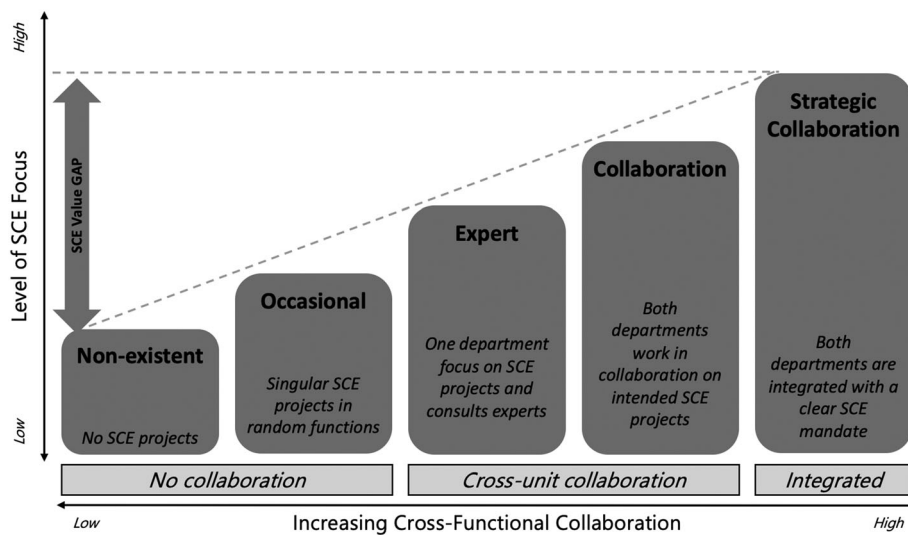 High
Level of SCE Focus
Low
SCE Value GAP
Non-existent
No SCE projects
Occasional
Singular SCE
projects in
random functions
Expert
One department
focus on SCE
projects and
consults experts
Collaboration
Both
departments
work in
collaboration on
intended SCE
projects
Strategic
Collaboration
Both
departments are
integrated with a
clear SCE
mandate
No collaboration
Cross-unit collaboration
Integrated
Low
Increasing Cross-Functional Collaboration
High